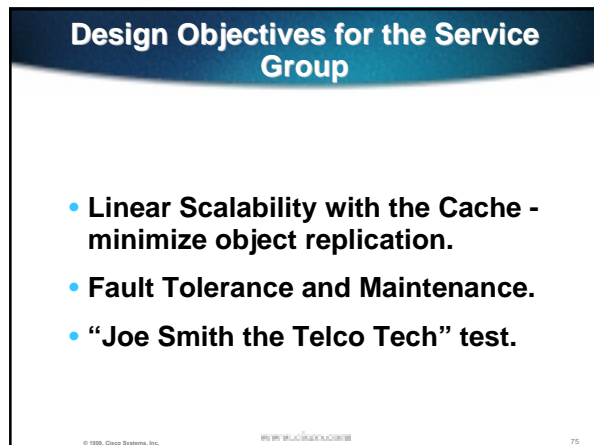 Design Objectives for the Service
Group
• Linear Scalability with the Cache -
minimize object replication.
• Fault Tolerance and Maintenance.
• “Joe Smith the Telco Tech” test.
© 1999, Cisco Systems, Inc.
75